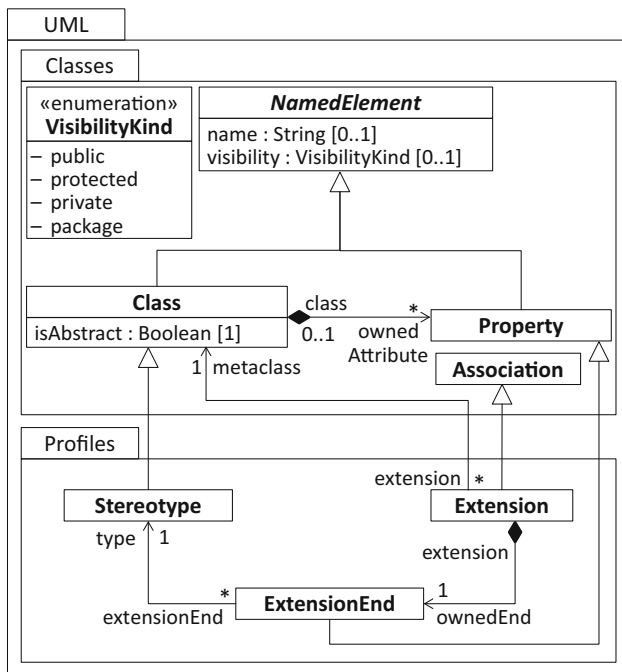 UML
Classes
«enumeration»
VisibilityKind
– public
– protected
– private
– package
NamedElement
name : String [0..1]
visibility : VisibilityKind [0..1]
Class
isAbstract : Boolean [1]
class
0..1
*
owned
Attribute
Property
Association
1 metaclass
Profiles
extension *
Stereotype
Extension
type 1
extension
*
extensionEnd
ExtensionEnd
1
ownedEnd